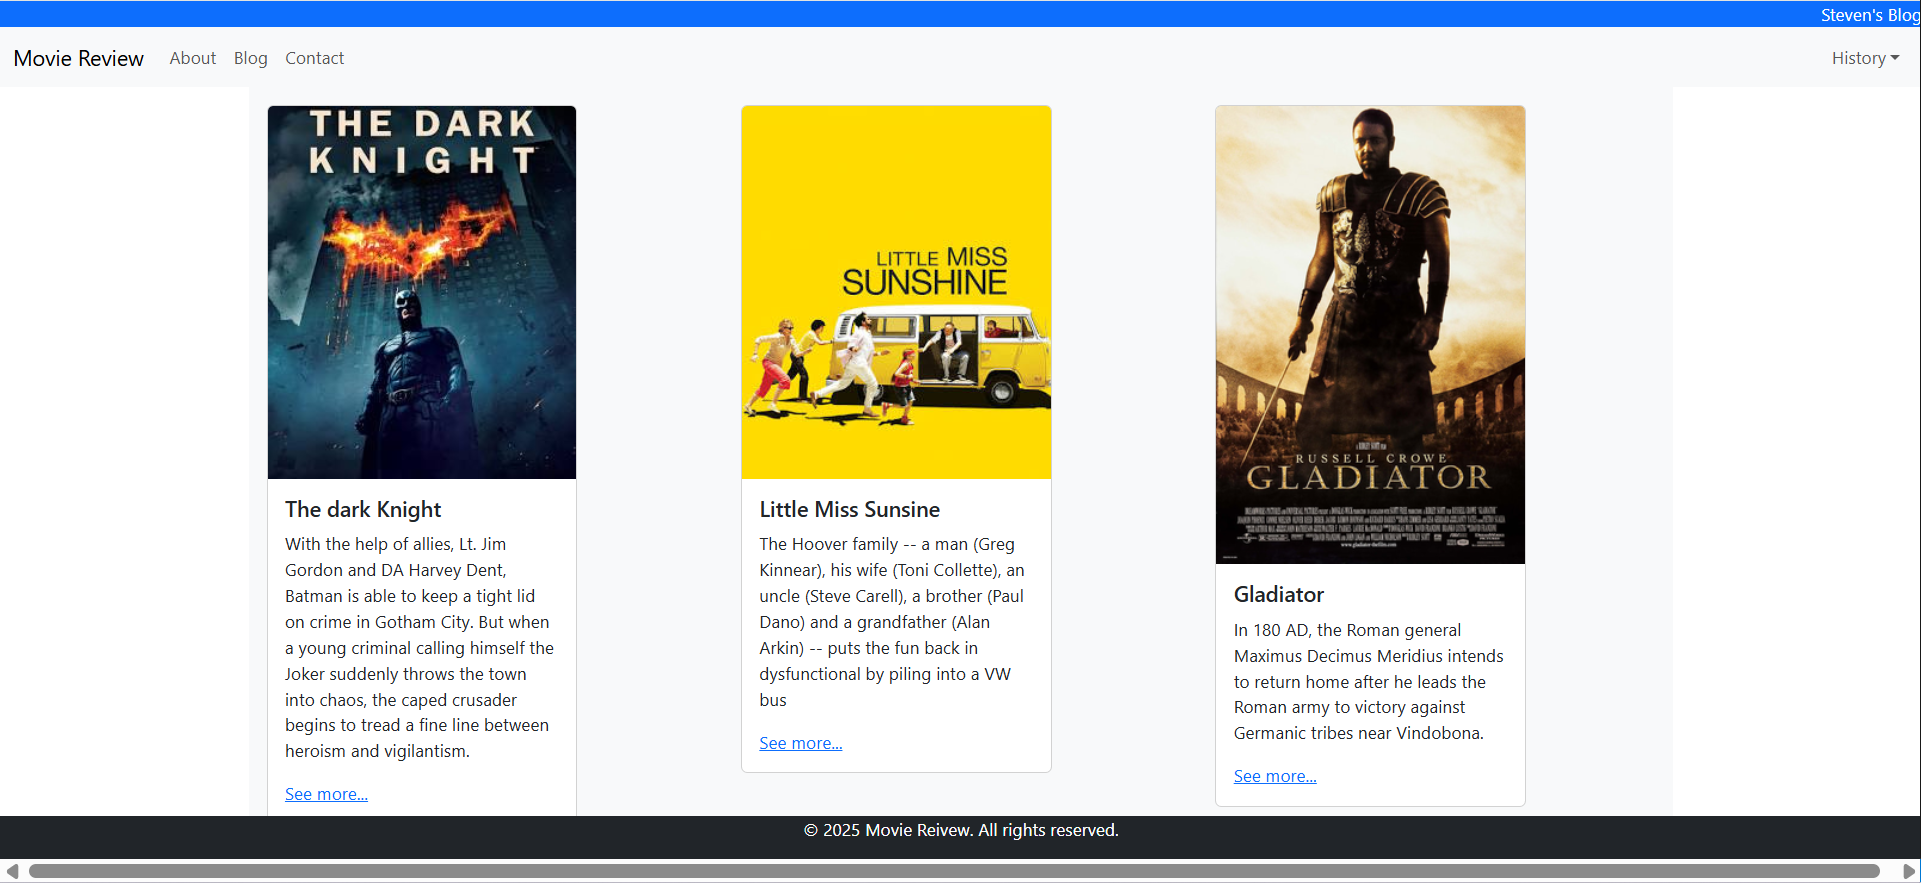 Steven's Blog
Movie Review About Blog Contact History
THE DARK
KNIGHT
The dark Knight
With the help of allies, Lt. Jim
Gordon and DA Harvey Dent,
Batman is able to keep a tight lid
on crime in Gotham City. But when
a young criminal calling himself the
Joker suddenly throws the town
into chaos, the caped crusader
begins to tread a fine line between
heroism and vigilantism.
See more...
LITTLE MISS
SUNSHINE
Little Miss Sunsine
The Hoover family -- a man (Greg
Kinnear), his wife (Toni Collette), an
uncle (Steve Carell), a brother (Paul
Dano) and a grandfather (Alan
Arkin) -- puts the fun back in
dysfunctional by piling into a VW
bus
See more...
A RIDLEY SCOTT FILM
RUSSELL CROWE
GLADIATOR
Gladiator
In 180 AD, the Roman general
Maximus Decimus Meridius intends
to return home after he leads the
Roman army to victory against
Germanic tribes near Vindobona.
See more...
© 2025 Movie Reivew. All rights reserved.